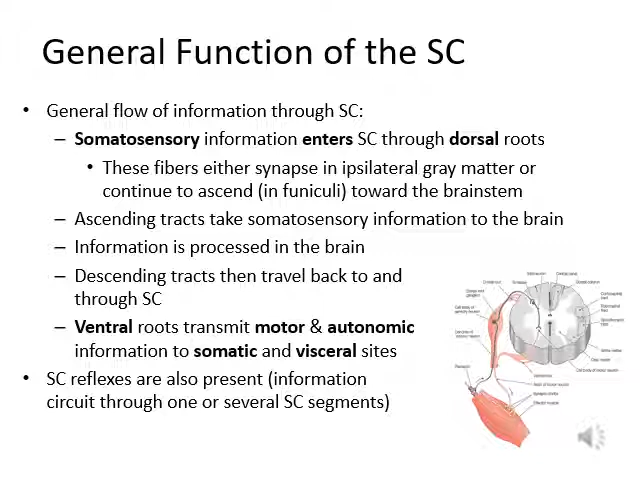 General Function of the SC
• General flow of information through SC:
– Somatosensory information enters SC through dorsal roots
• These fibers either synapse in ipsilateral gray matter or
continue to ascend (in funiculi) toward the brainstem
– Ascending tracts take somatosensory information to the brain
– Information is processed in the brain
– Descending tracts then travel back to and
through SC
– Ventral roots transmit motor & autonomic
information to somatic and visceral sites
• SC reflexes are also present (information
circuit through one or several SC segments)